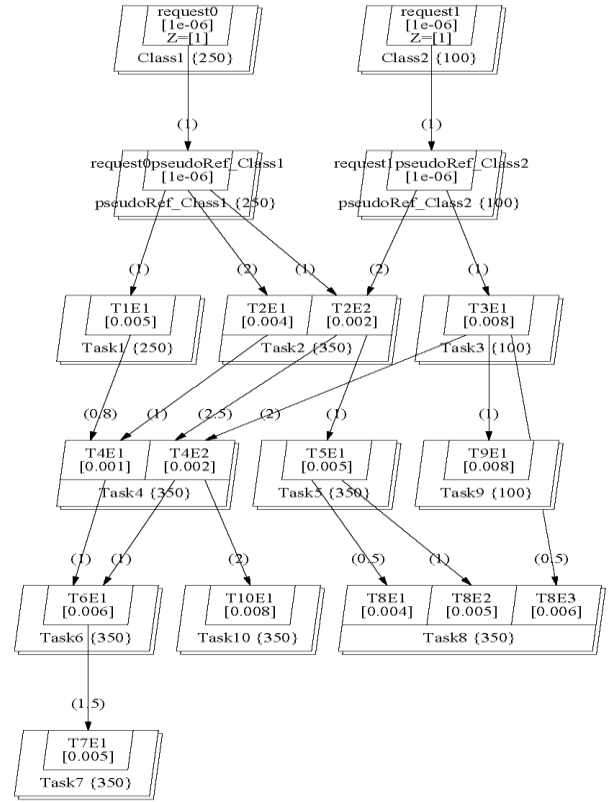 request0
[1e-06]
Z=[1]
Class1 {250}
request1
[1e-06]
Z=[1]
Class2 {100}
(1)
(1)
request0pseudoRef_Class1
[1e-06]
pseudoRef_Class1 {250}
request1pseudoRef_Class2
[1e-06]
pseudoRef_Class2 {100}
(1)
(2)
(1)
(2)
(1)
T1E1
[0.005]
Task1 {250}
T2E1
[0.004]
T2E2
[0.002]
Task2 {350}
T3E1
[0.008]
Task3 {100}
(0.8)
(1)
(2.5)
(2)
(1)
(1)
T4E1
[0.001]
T4E2
[0.002]
Task4 {350}
T5E1
[0.005]
Task5 {350}
T9E1
[0.008]
Task9 {100}
(1)
(1)
(2)
(0.5)
(1)
(0.5)
T6E1
[0.006]
Task6 {350}
T10E1
[0.008]
Task10 {350}
T8E1
[0.004]
T8E2
[0.005]
T8E3
[0.006]
Task8 {350}
(1.5)
T7E1
[0.005]
Task7 {350}